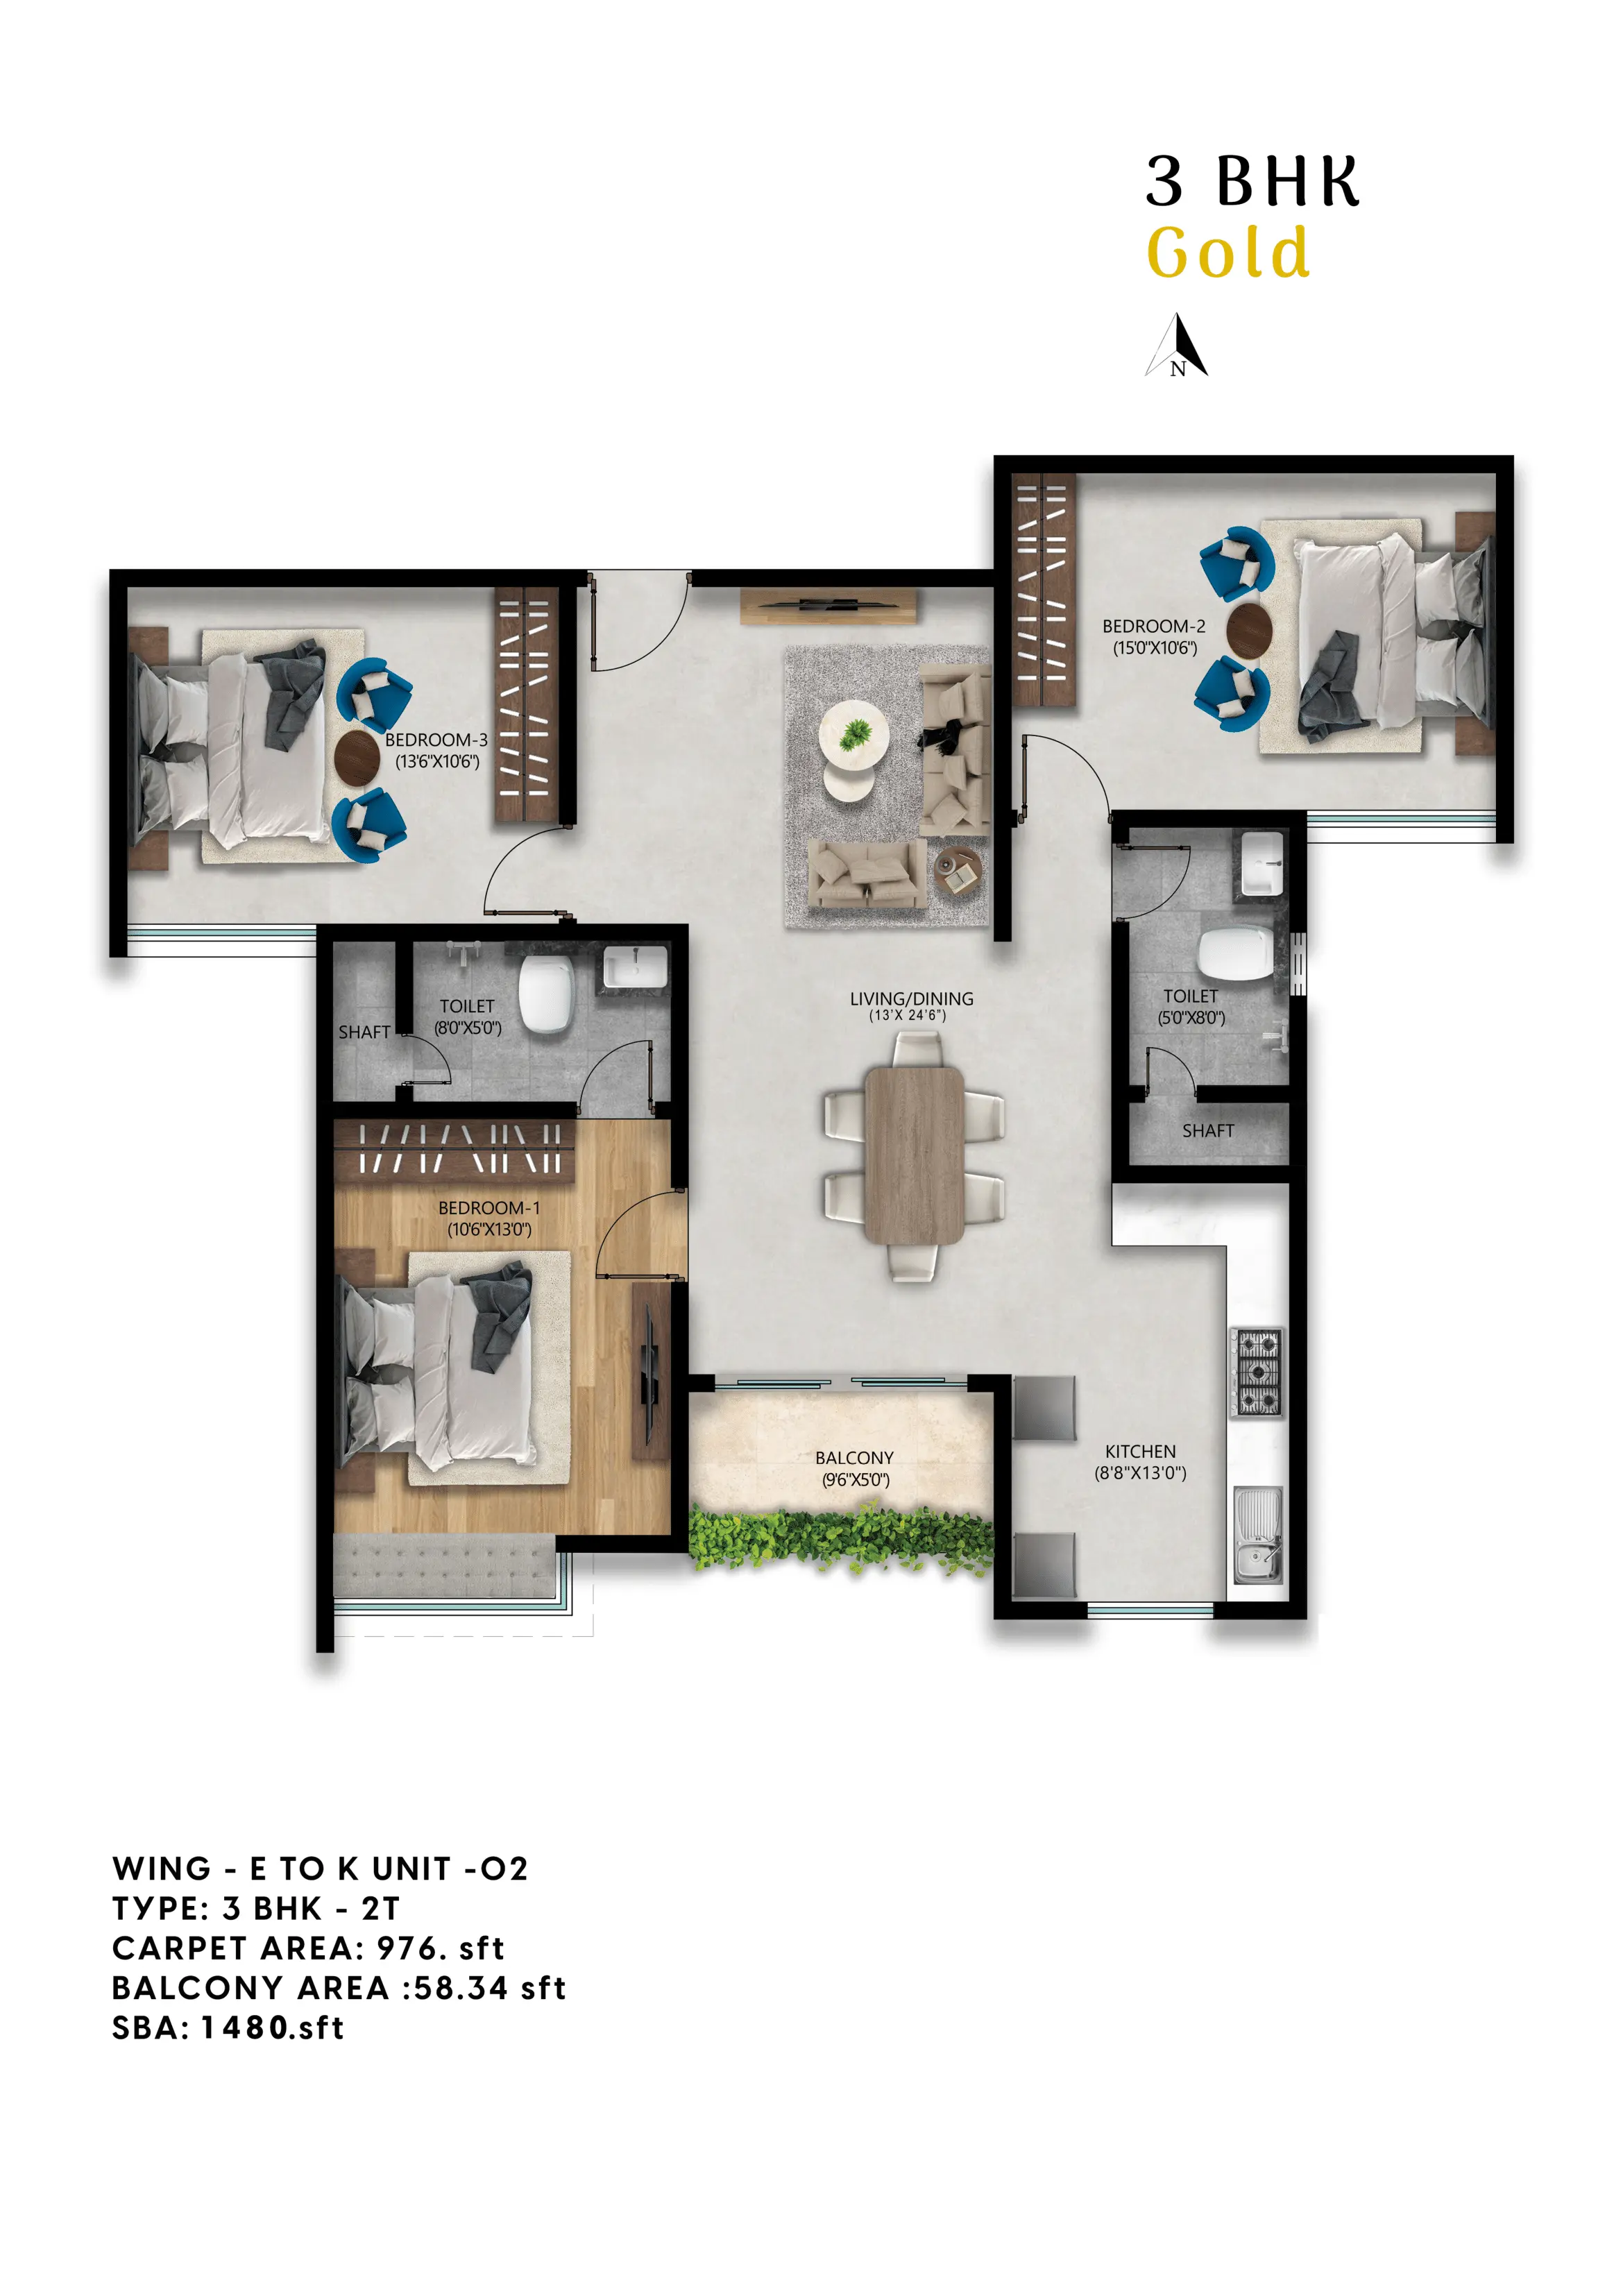 3 BHK
Gold
N
BEDROOM-2
(15'0"X10'6")
BEDROOM-3
(13'6"X10'6")
LIVING/DINING
(13'X 24'6")
TOILET
(5'0"X8'0")
TOILET
(8'0"X5'0")
SHAFT
SHAFT
BEDROOM-1
(10'6"X13'0")
BALCONY
(9'6"X5'0")
KITCHEN
(8'8"X13'0")
WING - E TO K UNIT -O2
TYPE: 3 BHK - 2T
CARPET AREA: 976. sft
BALCONY AREA :58.34 sft
SBA: 1480.sft